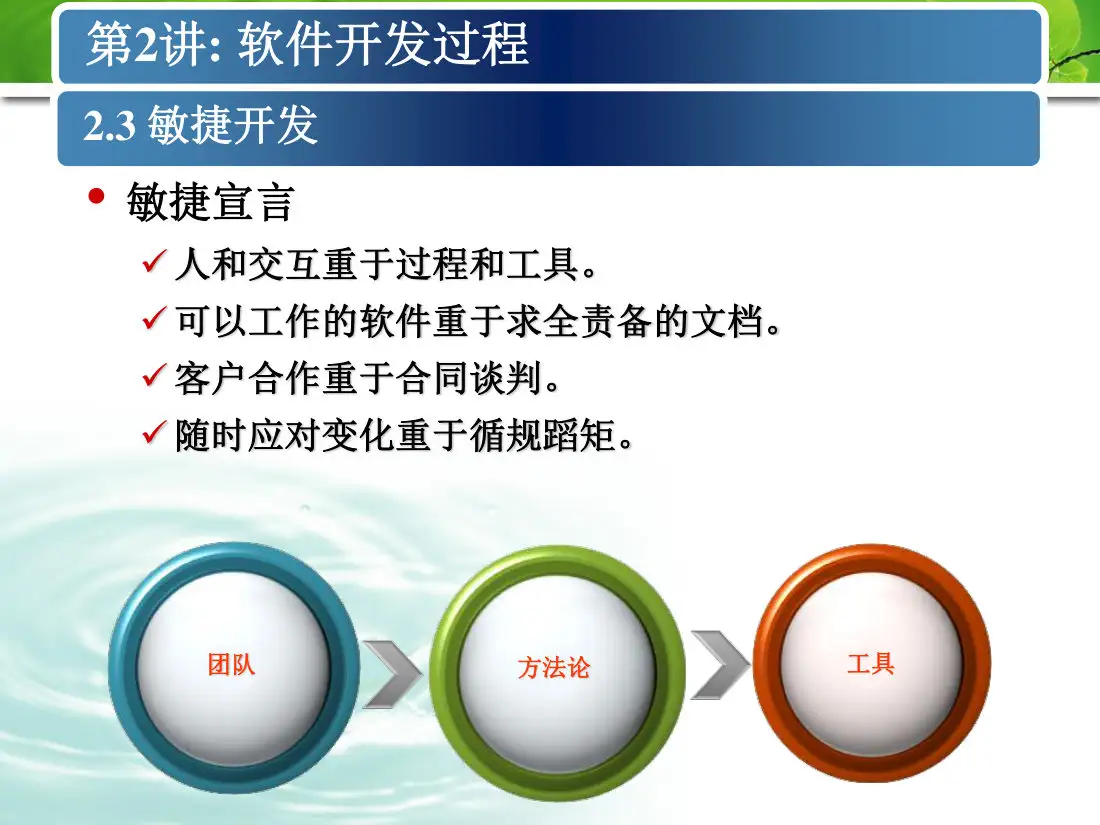 第2讲: 软件开发过程
2.3 敏捷开发
• 敏捷宣言
✓ 人和交互重于过程和工具。
✓ 可以工作的软件重于求全责备的文档。
✓ 客户合作重于合同谈判。
✓ 随时应对变化重于循规蹈矩。
团队
方法论
工具